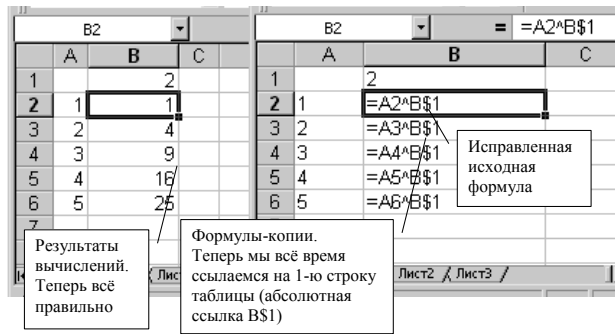 B2
A B C
1 2
2 1 1
3 2 4
4 3 9
5 4 16
6 5 25
7
Результаты
вычислений.
Теперь всё
правильно
Лис
B2 = =A2^B$1
A B C
1 2
2 1 =A2^B$1
3 2 =A3^B$1
4 3 =A4^B$1
5 4 =A5^B$1
6 5 =A6^B$1
Исправленная
исходная
формула
Формулы-копии.
Теперь мы всё время
ссылаемся на 1-ю строку
таблицы (абсолютная
ссылка B$1)
Лист2 Лист3